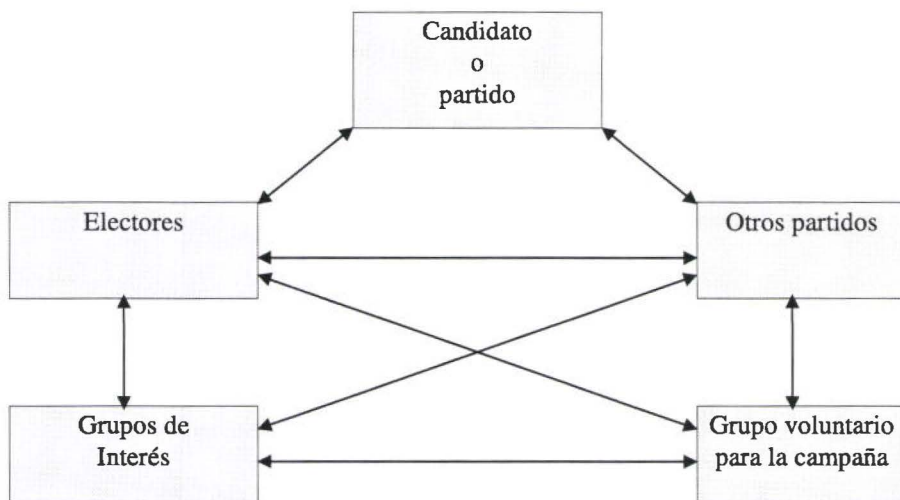 Candidato
o
partido
Electores
Otros partidos
Grupos de
Interés
Grupo voluntario
para la campaña